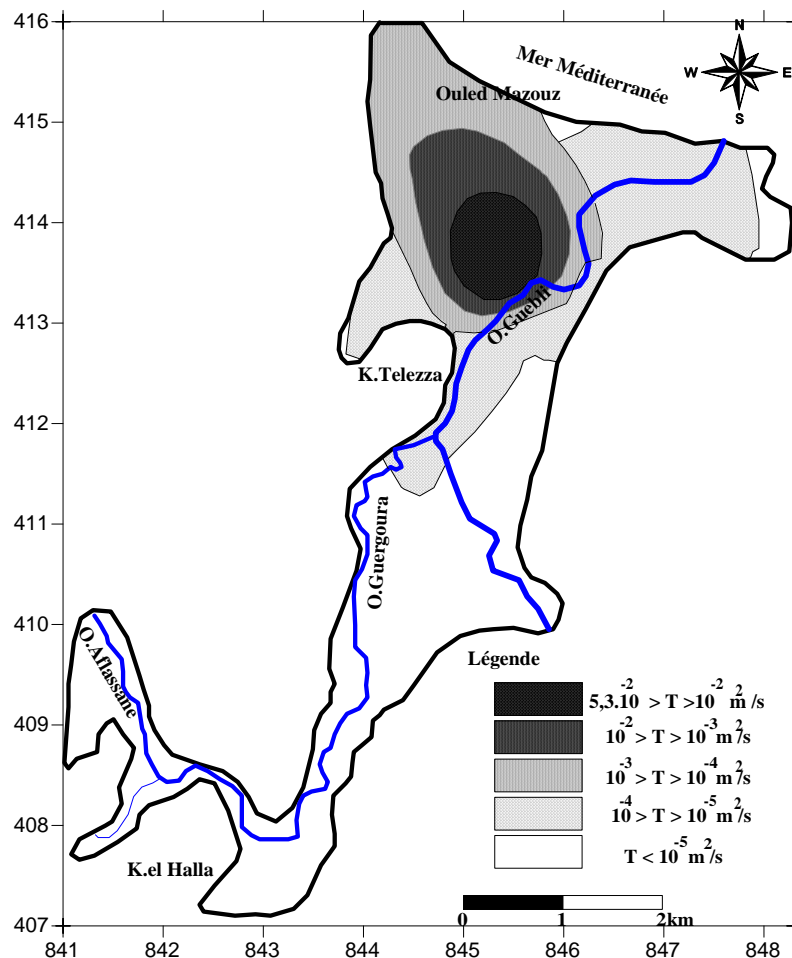 416
415
414
413
412
411
410
409
408
407
841
842
843
844
845
846
847
848
N
W
E
S
Mer Méditerranée
Ouled Mazouz
O.Guebli
K.Telezza
O.Guergoura
O.Aflassane
K.el Halla
Légende
5,3.10⁻² > T >10⁻² m²/s
10⁻² > T > 10⁻³ m²/s
10⁻³ > T > 10⁻⁴ m²/s
10⁻⁴ > T > 10⁻⁵ m²/s
T < 10⁻⁵ m²/s
0 1 2km